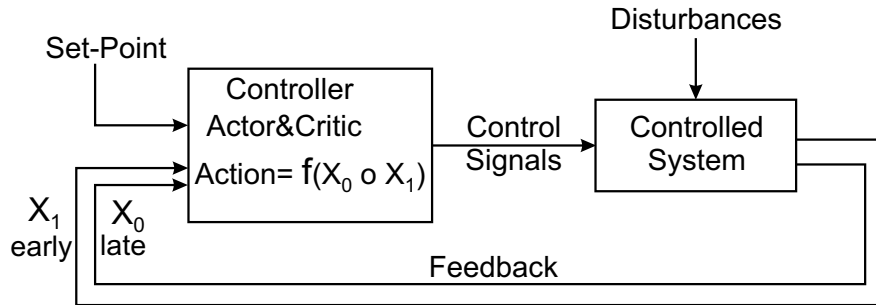 Disturbances
Set-Point
Controller
Actor&Critic
Action= f(X₀ o X₁)
Control
Signals
Controlled
System
X₁
early
X₀
late
Feedback